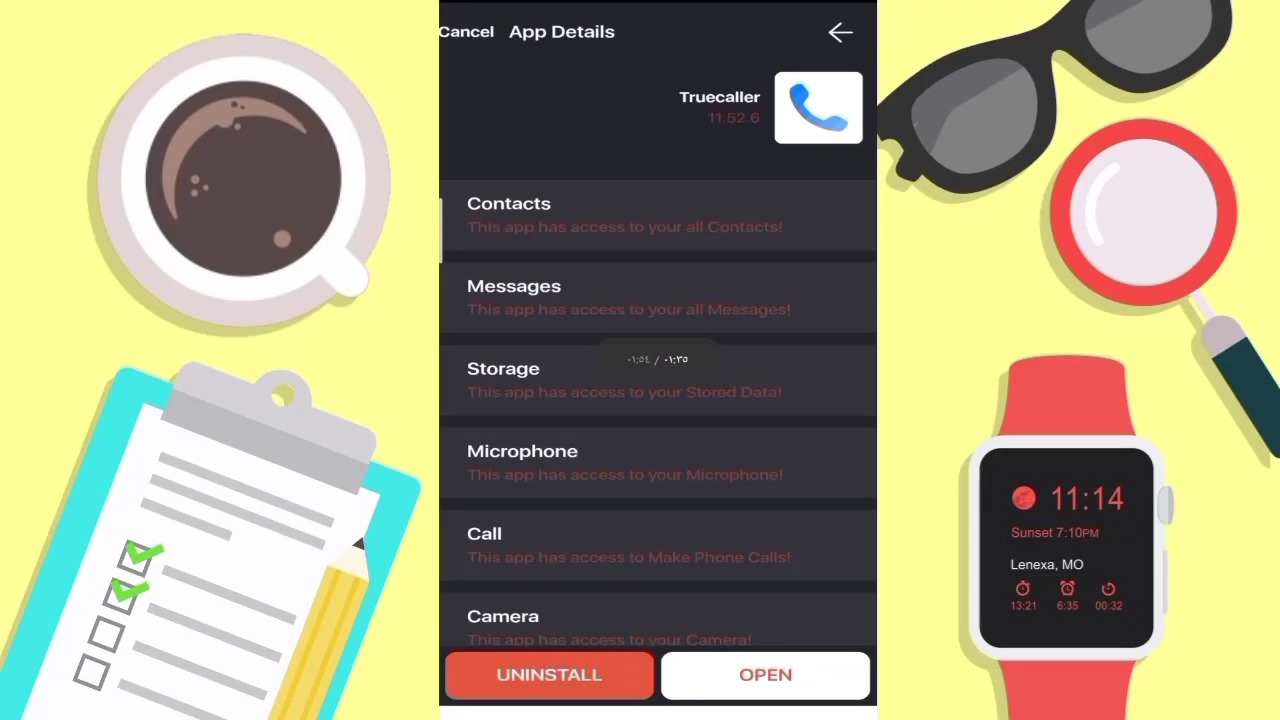 Cancel App Details
Truecaller
11.52.6
Contacts
This app has access to your all Contacts!
Messages
This app has access to your all Messages!
٠١:٥٤ / ٠١:٣٥
Storage
This app has access to your Stored Data!
Microphone
This app has access to your Microphone!
Call
This app has access to Make Phone Calls!
Camera
This app has access to your Camera!
UNINSTALL
OPEN
11:14
Sunset 7:10PM
Lenexa, MO
13:21 6:35 00:32